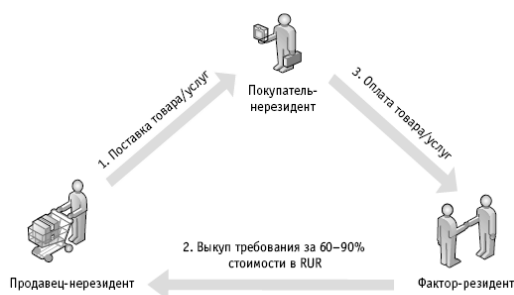 Покупатель-
нерезидент
1. Поставка товара/услуг
3. Оплата товара/услуг
2. Выкуп требования за 60–90%
стоимости в RUR
Продавец-нерезидент
Фактор-резидент